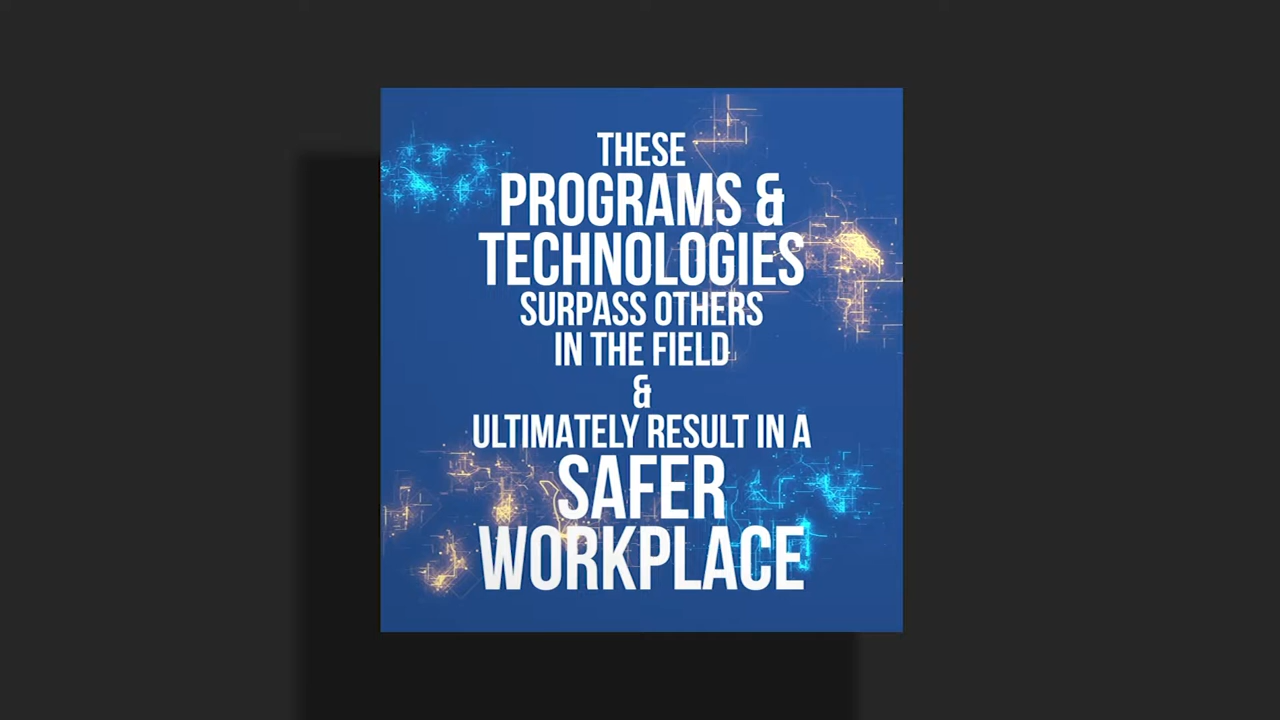 THESE
PROGRAMS &
TECHNOLOGIES
SURPASS OTHERS
IN THE FIELD
&
ULTIMATELY RESULT IN A
SAFER
WORKPLACE